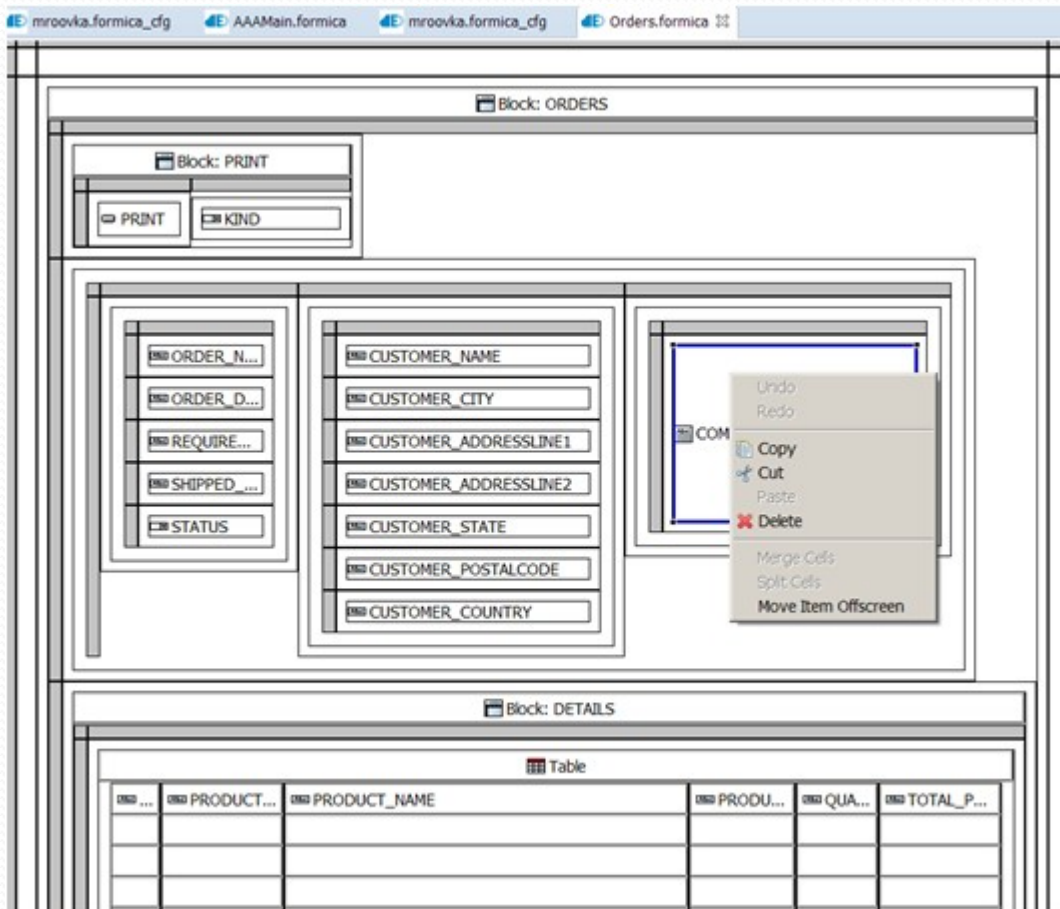 mroovka.formica_cfg AAAMain.formica mroovka.formica_cfg Orders.formica
Block: ORDERS
Block: PRINT
PRINT KIND
ORDER_N... CUSTOMER_NAME
ORDER_D... CUSTOMER_CITY
REQUIRE... CUSTOMER_ADDRESSLINE1 COM
SHIPPED_... CUSTOMER_ADDRESSLINE2
STATUS CUSTOMER_STATE
CUSTOMER_POSTALCODE
CUSTOMER_COUNTRY
Undo
Redo
Copy
Cut
Paste
Delete
Merge Cells
Split Cells
Move Item Offscreen
Block: DETAILS
Table
... PRODUCT... PRODUCT_NAME PRODU... QUA... TOTAL_P...